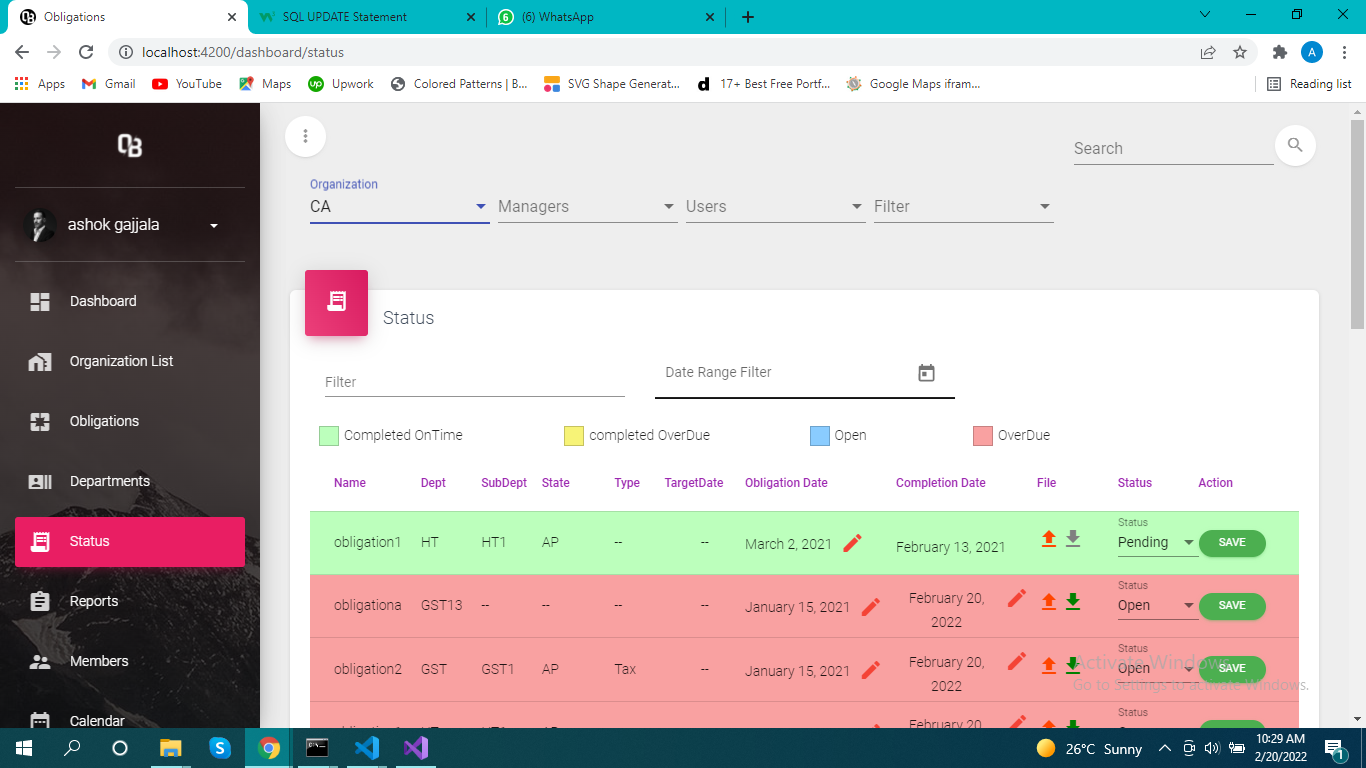 Obligations
SQL UPDATE Statement
(6) WhatsApp
localhost:4200/dashboard/status
A
Apps
Gmail
YouTube
Maps
Upwork
Colored Patterns | B...
SVG Shape Generat...
17+ Best Free Portf...
Google Maps ifram...
Reading list
OB
ashok gajjala
Dashboard
Organization List
Obligations
Departments
Status
Reports
Members
Calendar
Search
Organization
CA
Managers
Users
Filter
Status
Filter
Date Range Filter
Completed OnTime
completed OverDue
Open
OverDue
Name Dept SubDept State Type TargetDate Obligation Date Completion Date File Status Action
Status
obligation1 HT HT1 AP -- -- March 2, 2021 February 13, 2021 Pending SAVE
Status
obligationa GST13 -- -- -- -- January 15, 2021 February 20, 2022 Open SAVE
Status
obligation2 GST GST1 AP Tax -- January 15, 2021 February 20, 2022 Open SAVE
Status
Activate Windows
Go to Settings to activate Windows.
26°C Sunny
10:29 AM
2/20/2022
1